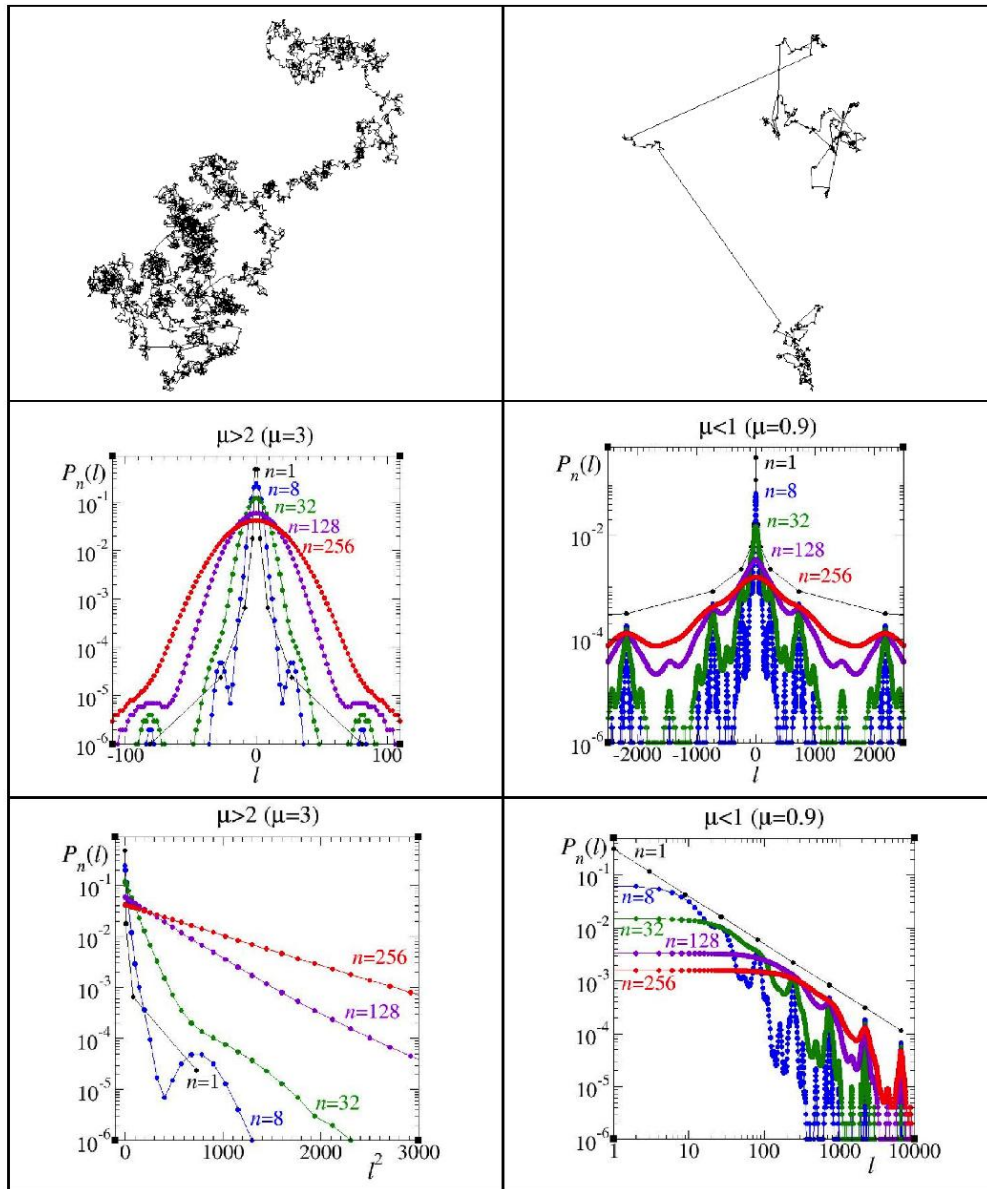 μ>2 (μ=3)
P_n(l)
n=1
n=8
n=32
n=128
n=256
10^-1
10^-2
10^-3
10^-4
10^-5
10^-6
-100
0
100
l
μ<1 (μ=0.9)
P_n(l)
n=1
n=8
n=32
n=128
n=256
10^-2
10^-4
10^-6
-2000
-1000
0
1000
2000
l
μ>2 (μ=3)
P_n(l)
10^-1
10^-2
10^-3
10^-4
10^-5
10^-6
n=256
n=128
n=1
n=32
n=8
0
1000
2000
3000
l^2
μ<1 (μ=0.9)
P_n(l)
n=1
10^-1
n=8
10^-2
n=32
n=128
10^-3
n=256
10^-4
10^-5
10^-6
1
10
100
1000
10000
l